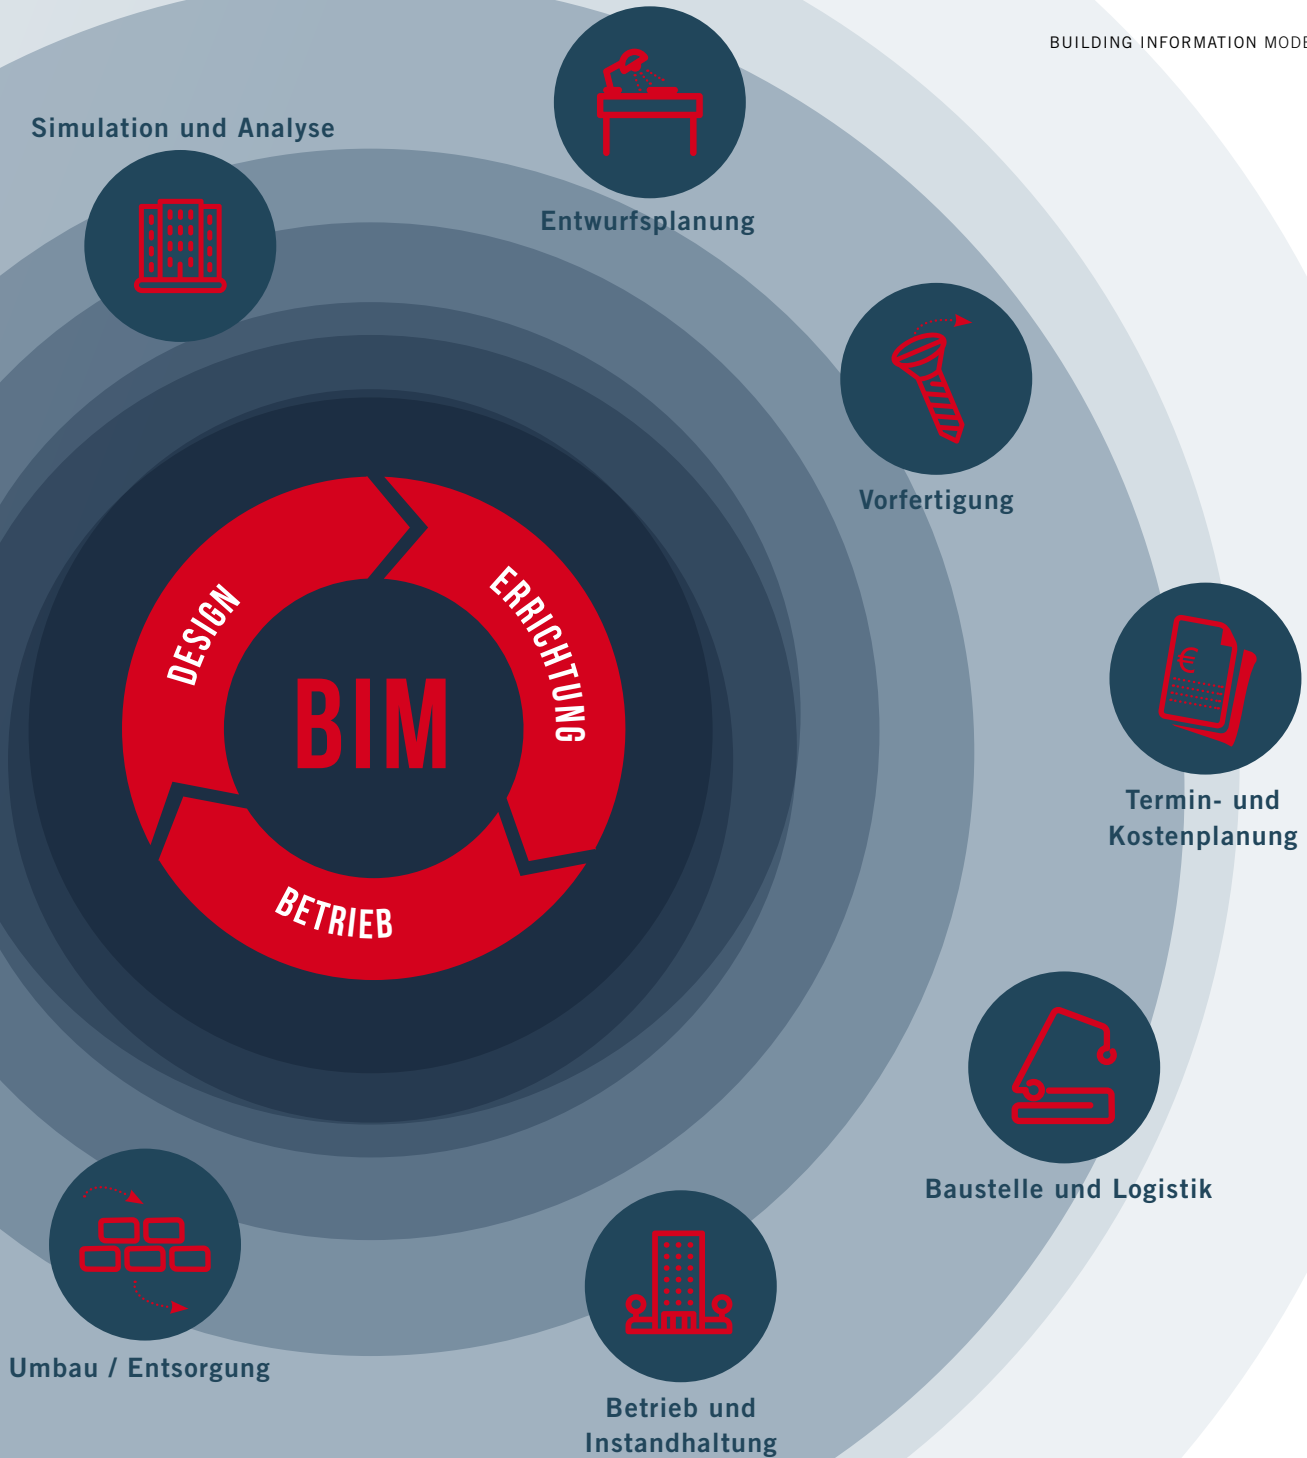 BUILDING INFORMATION MODE
Simulation und Analyse
Entwurfsplanung
Vorfertigung
DESIGN
ERRICHTUNG
BIM
BETRIEB
€
Termin- und
Kostenplanung
Baustelle und Logistik
Umbau / Entsorgung
Betrieb und
Instandhaltung